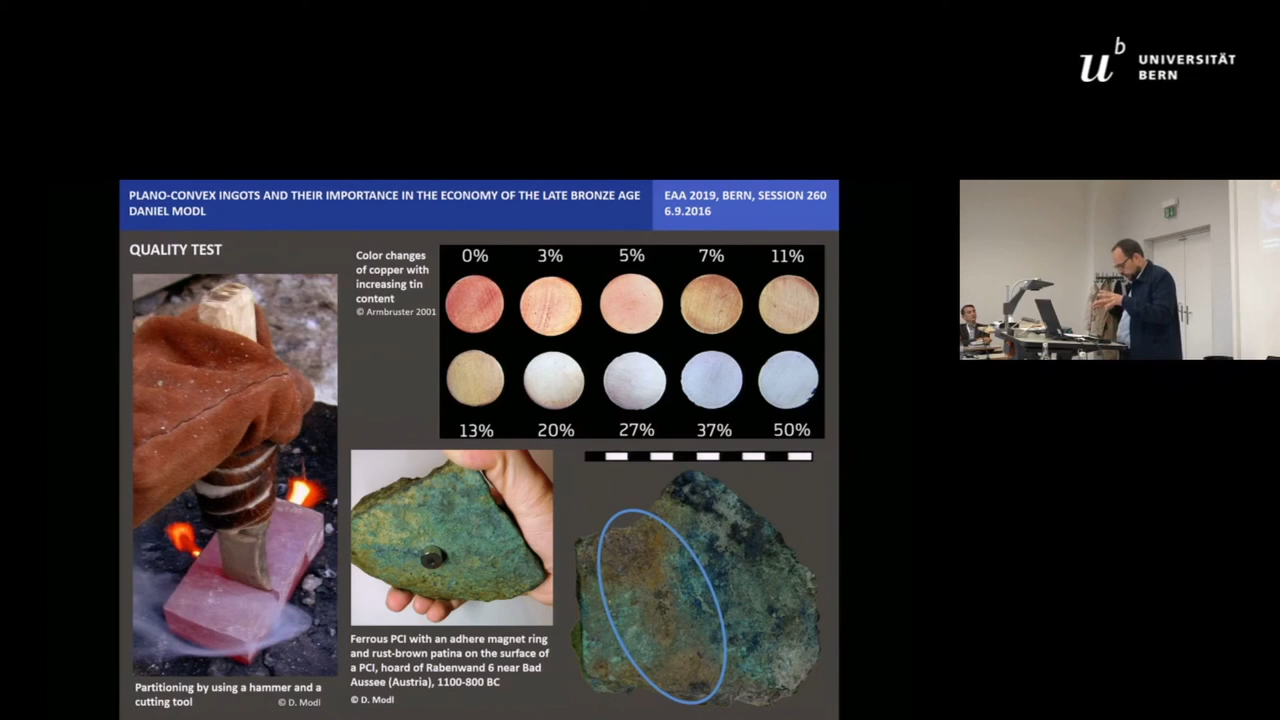 u^b
UNIVERSITÄT
BERN
PLANO-CONVEX INGOTS AND THEIR IMPORTANCE IN THE ECONOMY OF THE LATE BRONZE AGE
DANIEL MODL
EAA 2019, BERN, SESSION 260
6.9.2016
QUALITY TEST
Color changes
of copper with
increasing tin
content
© Armbruster 2001
0% 3% 5% 7% 11%
13% 20% 27% 37% 50%
Partitioning by using a hammer and a
cutting tool
© D. Modl
Ferrous PCI with an adhere magnet ring
and rust-brown patina on the surface of
a PCI, hoard of Rabenwand 6 near Bad
Aussee (Austria), 1100-800 BC
© D. Modl